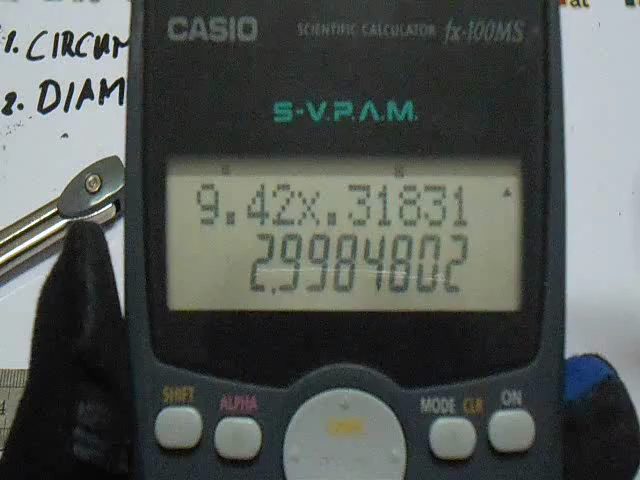 1. CIRCUM
2. DIAM
CASIO SCIENTIFIC CALCULATOR fx-100MS
S-V.P.A.M.
9.42x.31831
2.9984802
SHIFT ALPHA MODE CLR ON